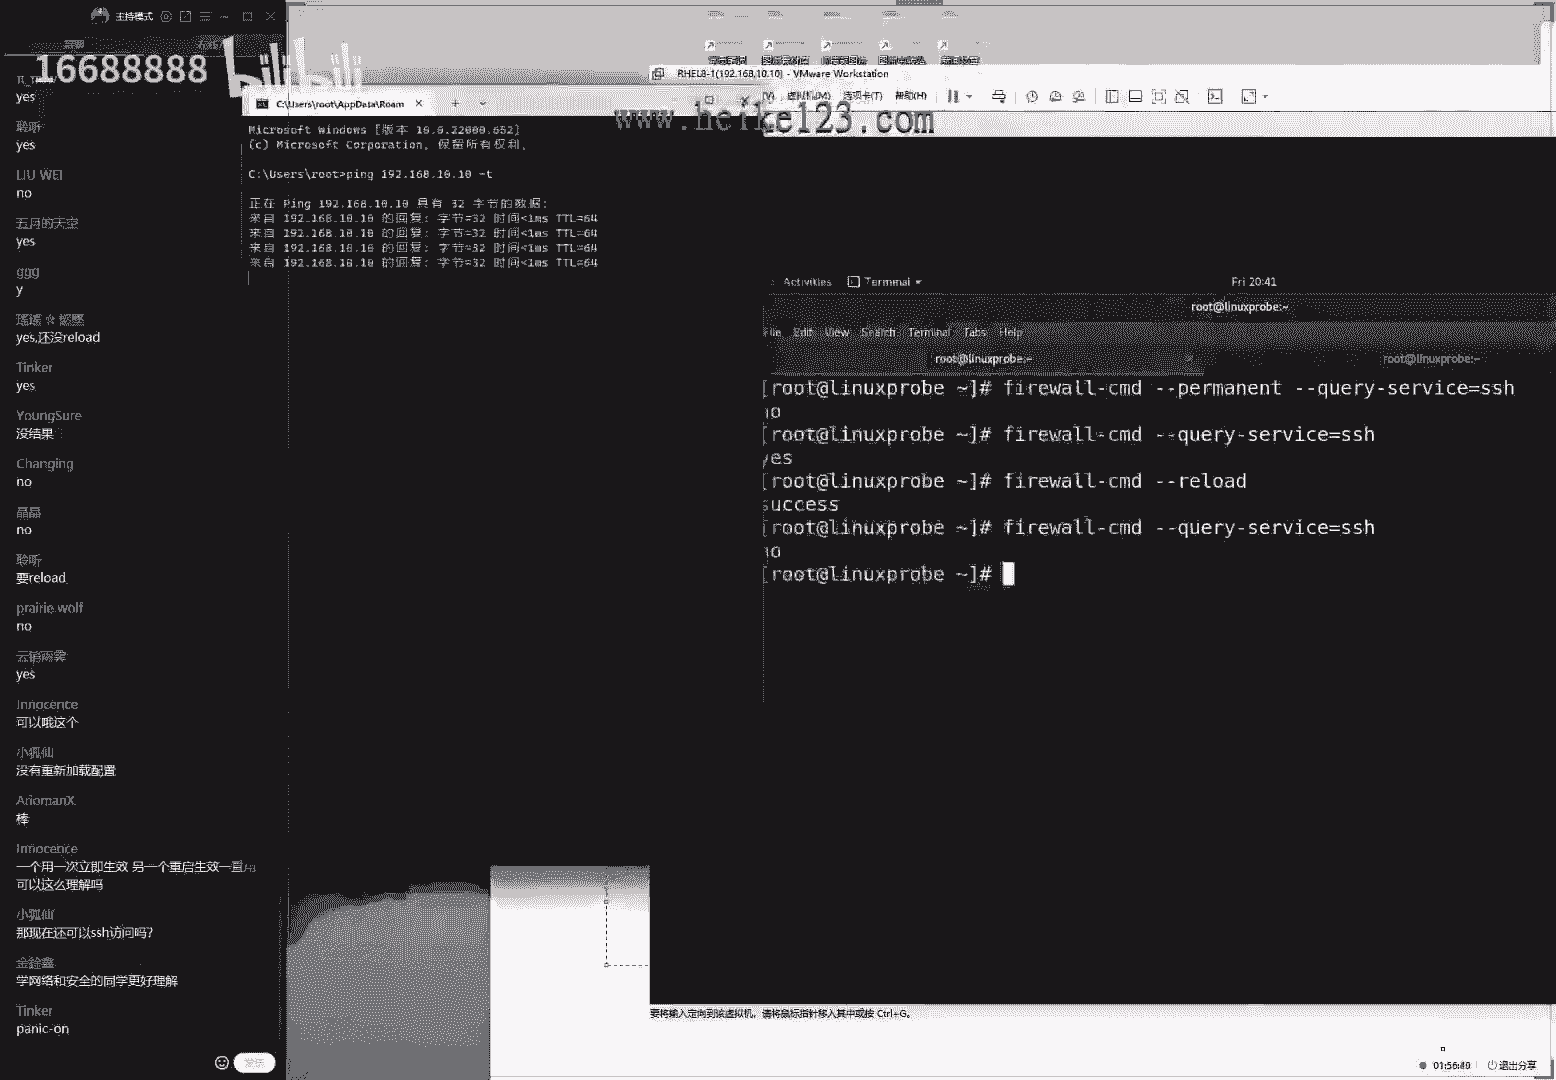 主持模式
16688888
bilibili
yes
聆听
yes
LIU WEI
no
五月的天空
yes
ggg
y
yes,还没reload
Tinker
yes
YoungSure
没结果
Changing
no
晶晶
no
聆听
要reload
prairie.wolf
no
yes
Innocence
可以哦这个
小狐仙
没有重新加载配置
AriomanX
棒
Innocence
一个用一次立即生效 另一个重启生效一直用
可以这么理解吗
小狐仙
那现在还可以ssh访问吗?
金鑫鑫
学网络和安全的同学更好理解
Tinker
panic-on
发送
C:\Users\root\AppData\Roam
Microsoft Windows [版本 10.0.22000.652]
(c) Microsoft Corporation。保留所有权利。
C:\Users\root>ping 192.168.10.10 -t
正在 Ping 192.168.10.10 具有 32 字节的数据:
来自 192.168.10.10 的回复: 字节=32 时间<1ms TTL=64
来自 192.168.10.10 的回复: 字节=32 时间<1ms TTL=64
来自 192.168.10.10 的回复: 字节=32 时间<1ms TTL=64
来自 192.168.10.10 的回复: 字节=32 时间<1ms TTL=64
RHEL8-1(192.168.10.10) - VMware Workstation
(V) 虚拟机(M) 选项卡(T) 帮助(H)
www.heike123.com
Activities Terminal
Fri 20:41
root@linuxprobe:~
File Edit View Search Terminal Tabs Help
root@linuxprobe:~ root@linuxprobe:~
[root@linuxprobe ~]# firewall-cmd --permanent --query-service=ssh
no
[root@linuxprobe ~]# firewall-cmd --query-service=ssh
yes
[root@linuxprobe ~]# firewall-cmd --reload
success
[root@linuxprobe ~]# firewall-cmd --query-service=ssh
no
[root@linuxprobe ~]#
要将输入定向到该虚拟机，请将鼠标指针移入其中或按 Ctrl+G。
01:56:40 退出分享